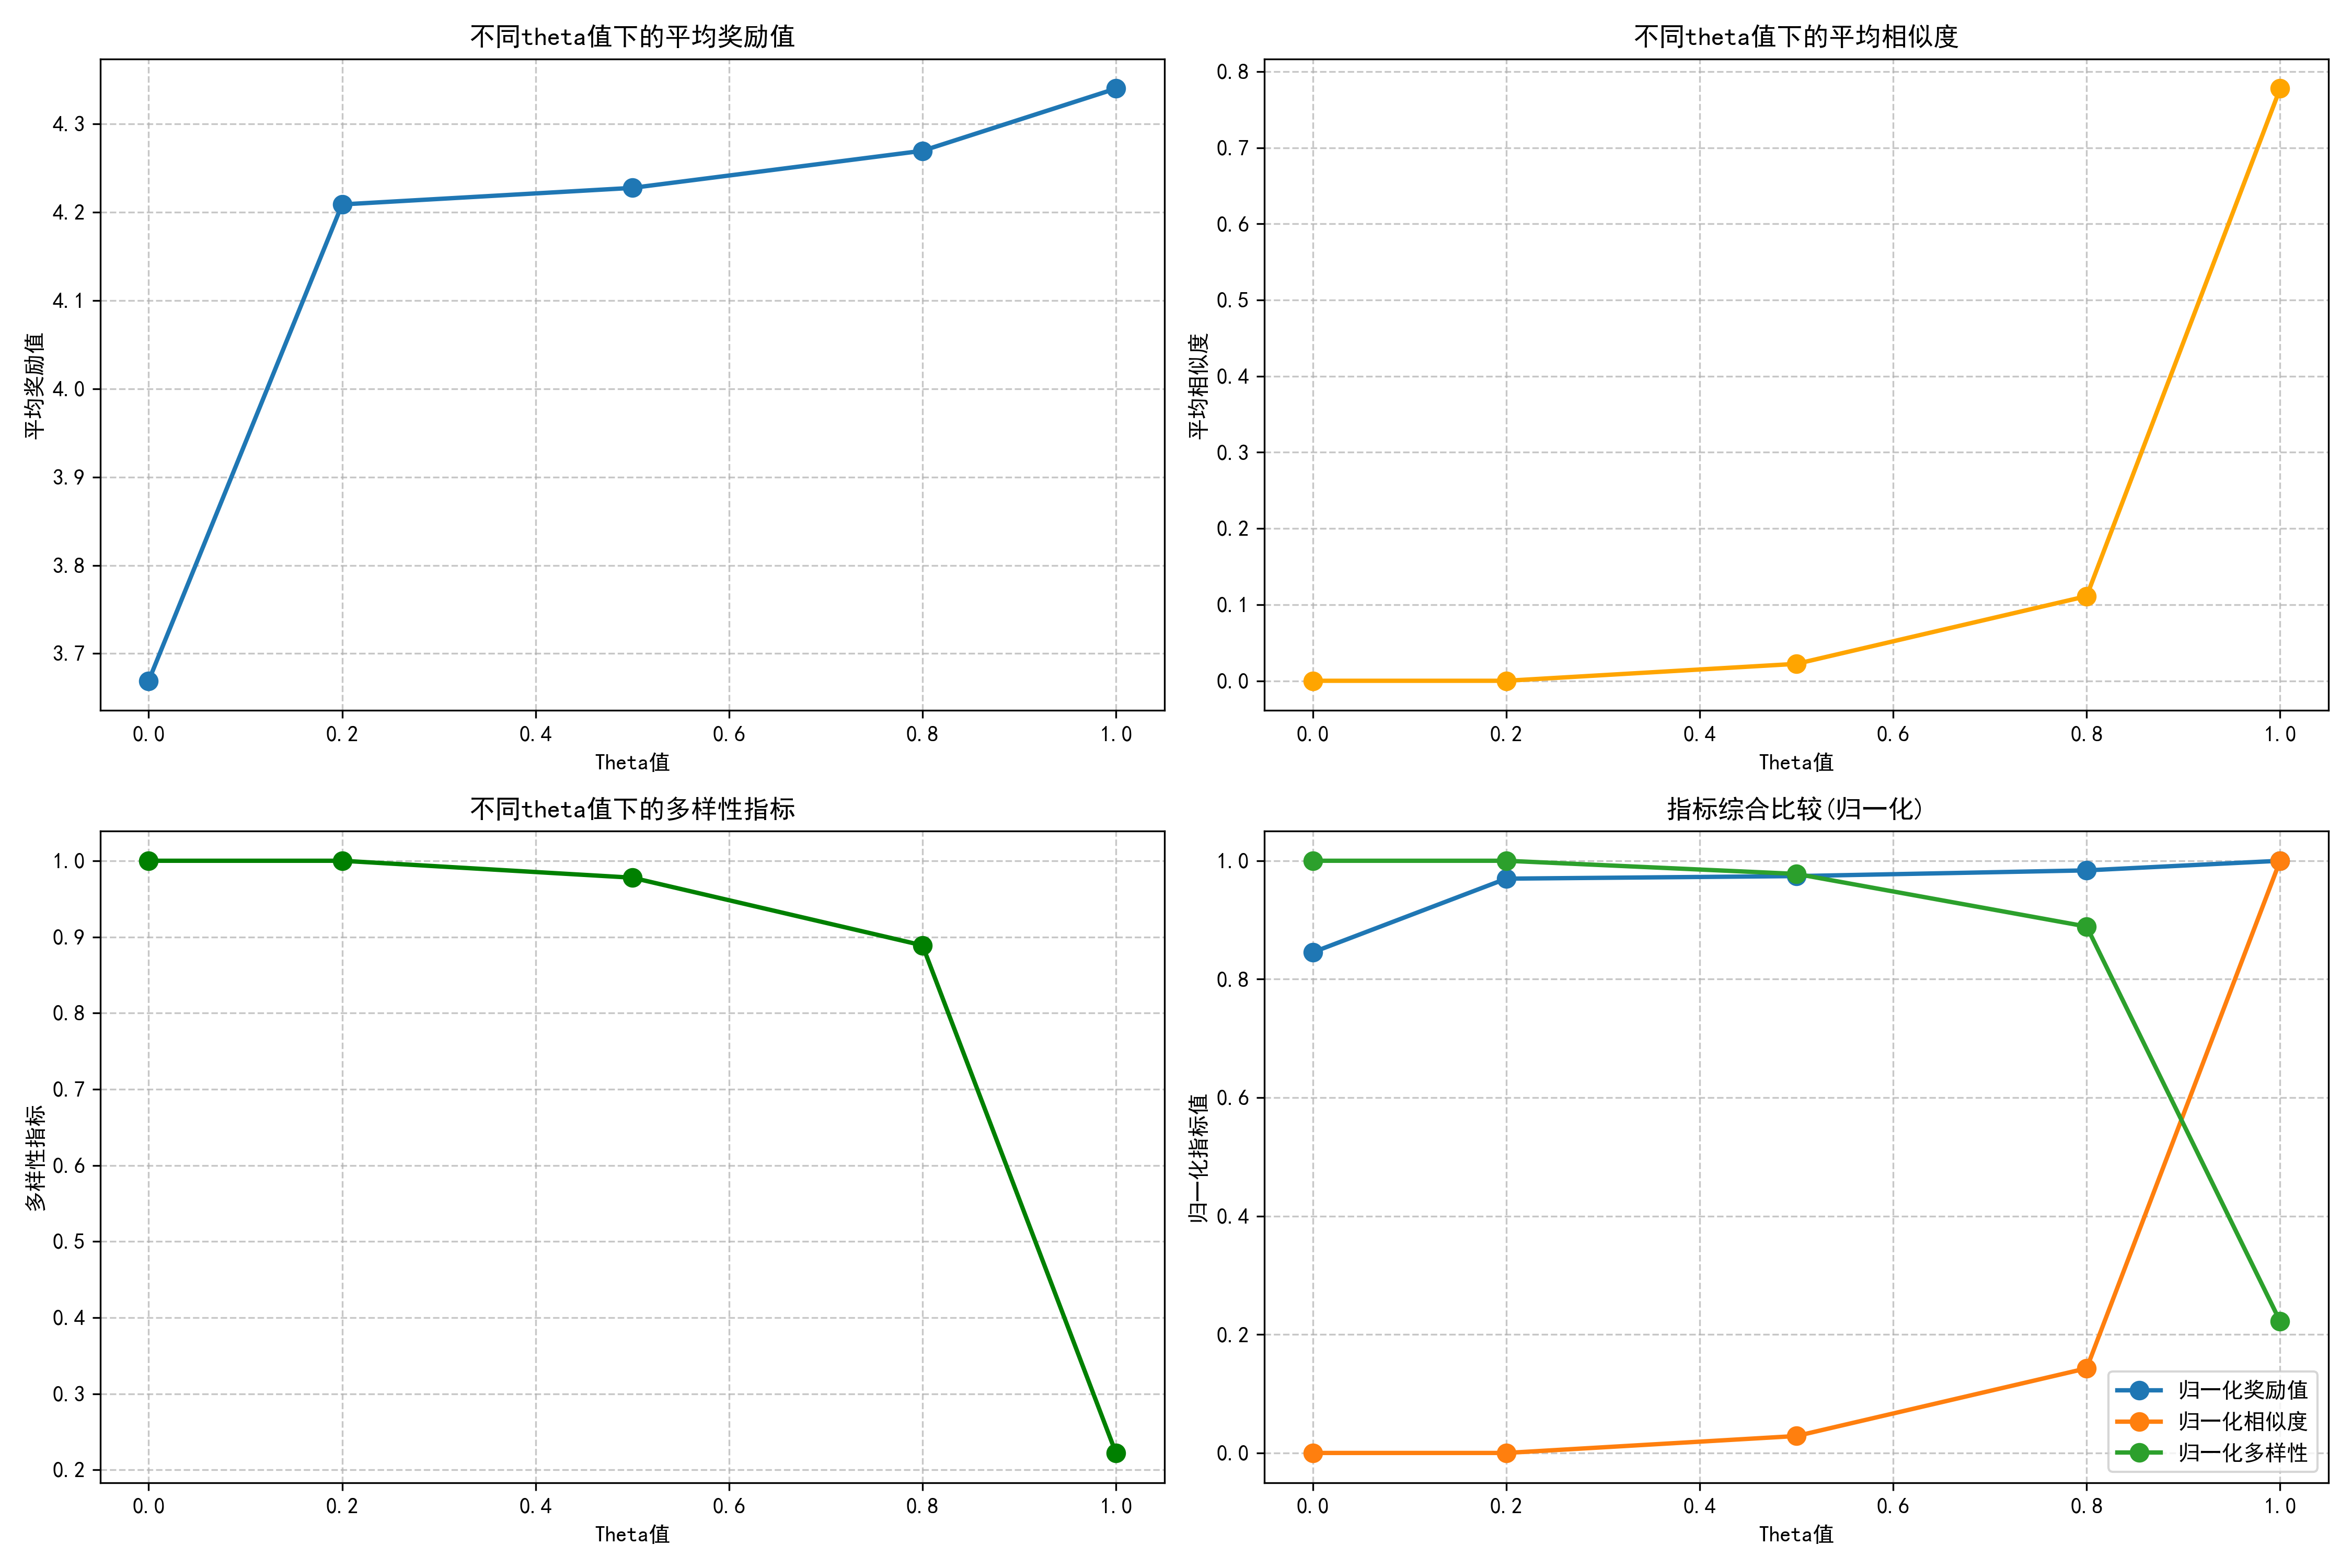 不同theta值下的平均奖励值
平均奖励值
4.3
4.2
4.1
4.0
3.9
3.8
3.7
0.0 0.2 0.4 0.6 0.8 1.0
Theta值
不同theta值下的平均相似度
平均相似度
0.8
0.7
0.6
0.5
0.4
0.3
0.2
0.1
0.0
0.0 0.2 0.4 0.6 0.8 1.0
Theta值
不同theta值下的多样性指标
多样性指标
1.0
0.9
0.8
0.7
0.6
0.5
0.4
0.3
0.2
0.0 0.2 0.4 0.6 0.8 1.0
Theta值
指标综合比较(归一化)
归一化指标值
1.0
0.8
0.6
0.4
0.2
0.0
归一化奖励值
归一化相似度
归一化多样性
0.0 0.2 0.4 0.6 0.8 1.0
Theta值